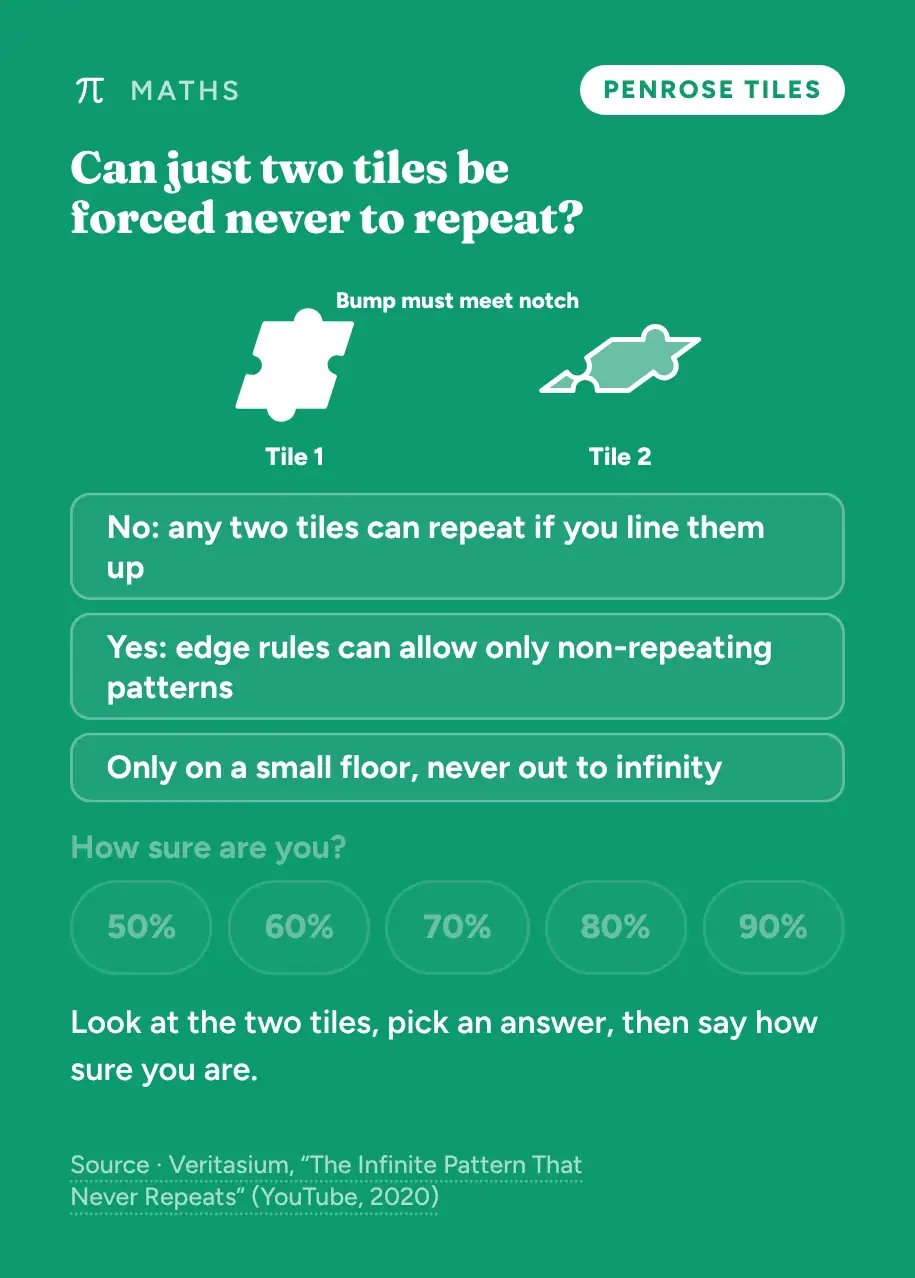 π MATHS
PENROSE TILES
Can just two tiles be
forced never to repeat?
Bump must meet notch
Tile 1
Tile 2
No: any two tiles can repeat if you line them
up
Yes: edge rules can allow only non-repeating
patterns
Only on a small floor, never out to infinity
How sure are you?
50%
60%
70%
80%
90%
Look at the two tiles, pick an answer, then say how
sure you are.
Source · Veritasium, “The Infinite Pattern That
Never Repeats” (YouTube, 2020)